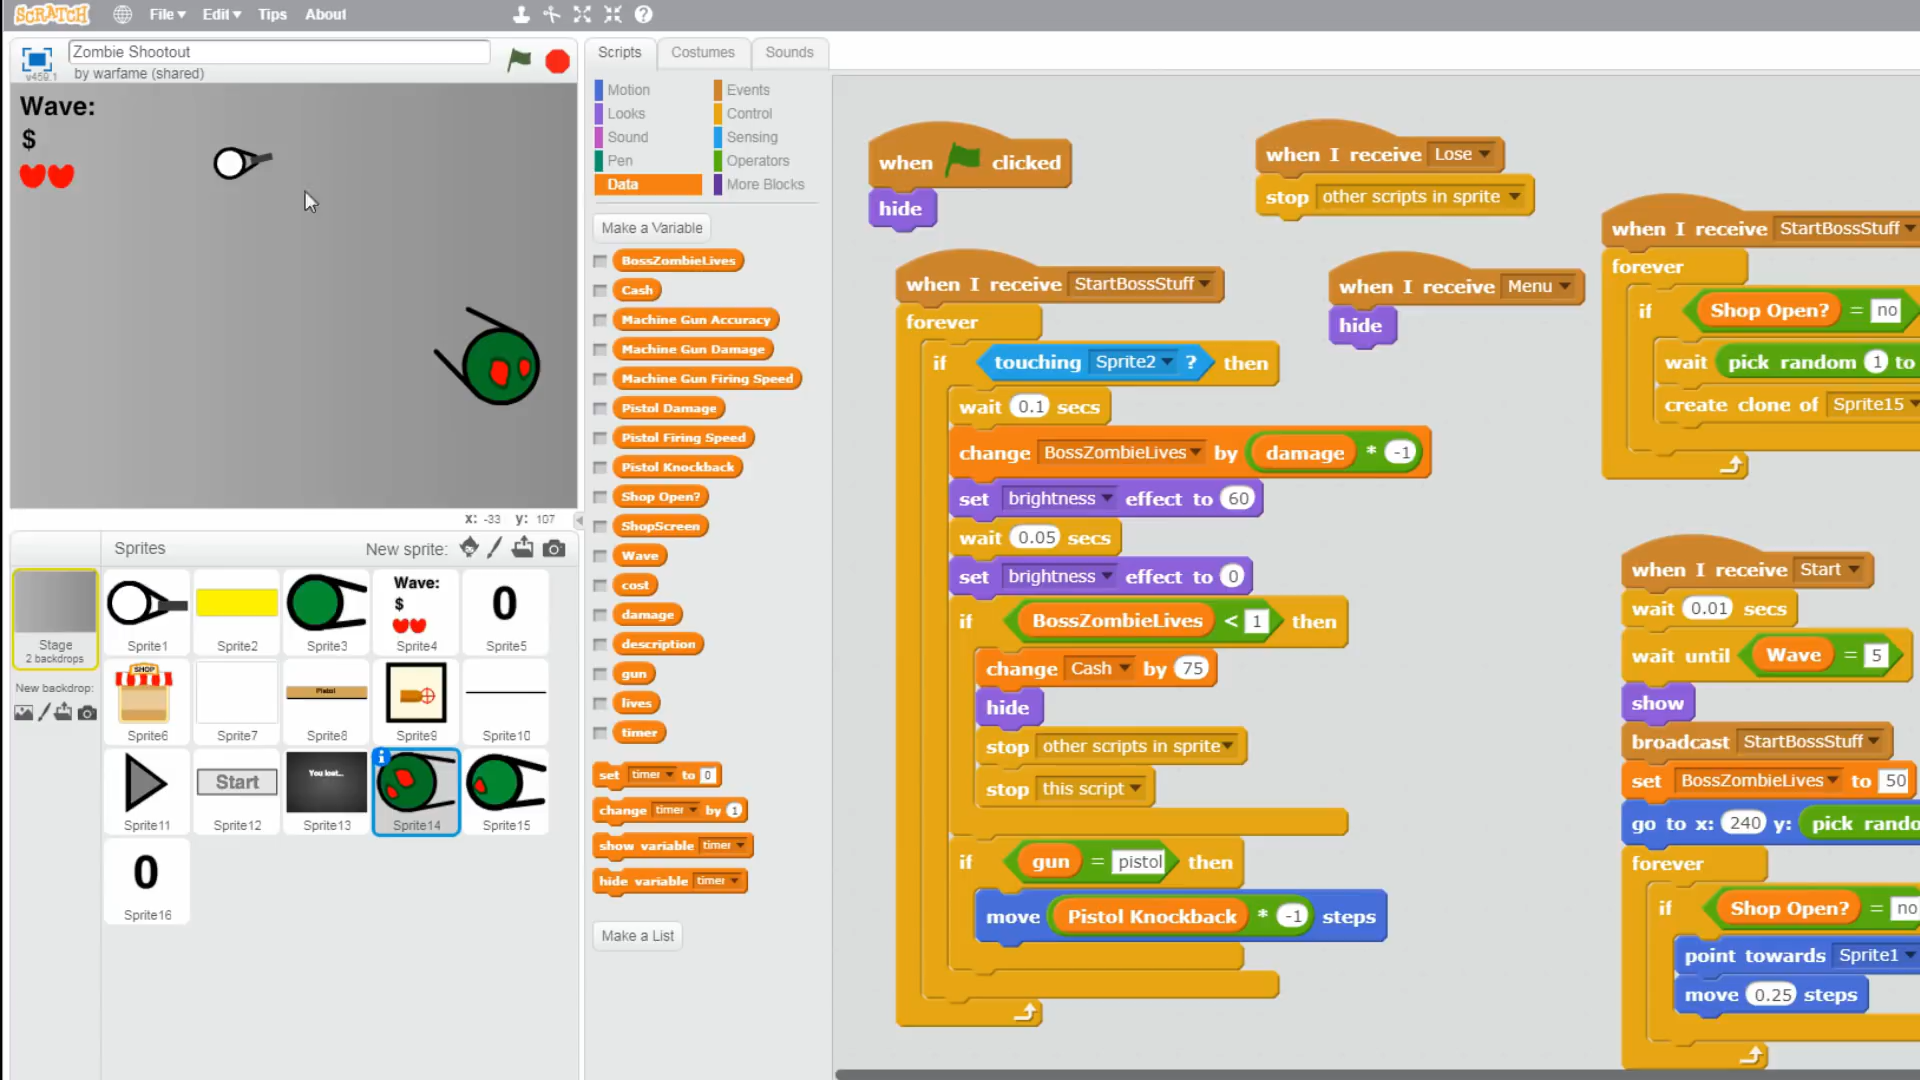 SCRATCH File Edit Tips About
Zombie Shootout
by warfame (shared)
v459.1
Wave:
$
x: -33 y: 107
Sprites New sprite:
Stage
2 backdrops
New backdrop:
Sprite1
Sprite2
Sprite3
Wave:
$
Sprite4
0
Sprite5
SHOP
Sprite6
Sprite7
Pistol
Sprite8
Sprite9
Sprite10
Sprite11
Start
Sprite12
You lost...
Sprite13
Sprite14
Sprite15
0
Sprite16
Scripts Costumes Sounds
Motion Events
Looks Control
Sound Sensing
Pen Operators
Data More Blocks
Make a Variable
BossZombieLives
Cash
Machine Gun Accuracy
Machine Gun Damage
Machine Gun Firing Speed
Pistol Damage
Pistol Firing Speed
Pistol Knockback
Shop Open?
ShopScreen
Wave
cost
damage
description
gun
lives
timer
set timer to 0
change timer by 1
show variable timer
hide variable timer
Make a List
when clicked
hide
when I receive StartBossStuff
forever
if touching Sprite2 ? then
wait 0.1 secs
change BossZombieLives by damage * -1
set brightness effect to 60
wait 0.05 secs
set brightness effect to 0
if BossZombieLives < 1 then
change Cash by 75
hide
stop other scripts in sprite
stop this script
if gun = pistol then
move Pistol Knockback * -1 steps
when I receive Lose
stop other scripts in sprite
when I receive Menu
hide
when I receive StartBossStuff
forever
if Shop Open? = no
wait pick random 1 to
create clone of Sprite15
when I receive Start
wait 0.01 secs
wait until Wave = 5
show
broadcast StartBossStuff
set BossZombieLives to 50
go to x: 240 y: pick rando
forever
if Shop Open? = no
point towards Sprite1
move 0.25 steps